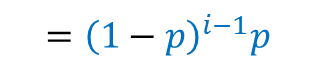 = (1 − p)^{i−1}p